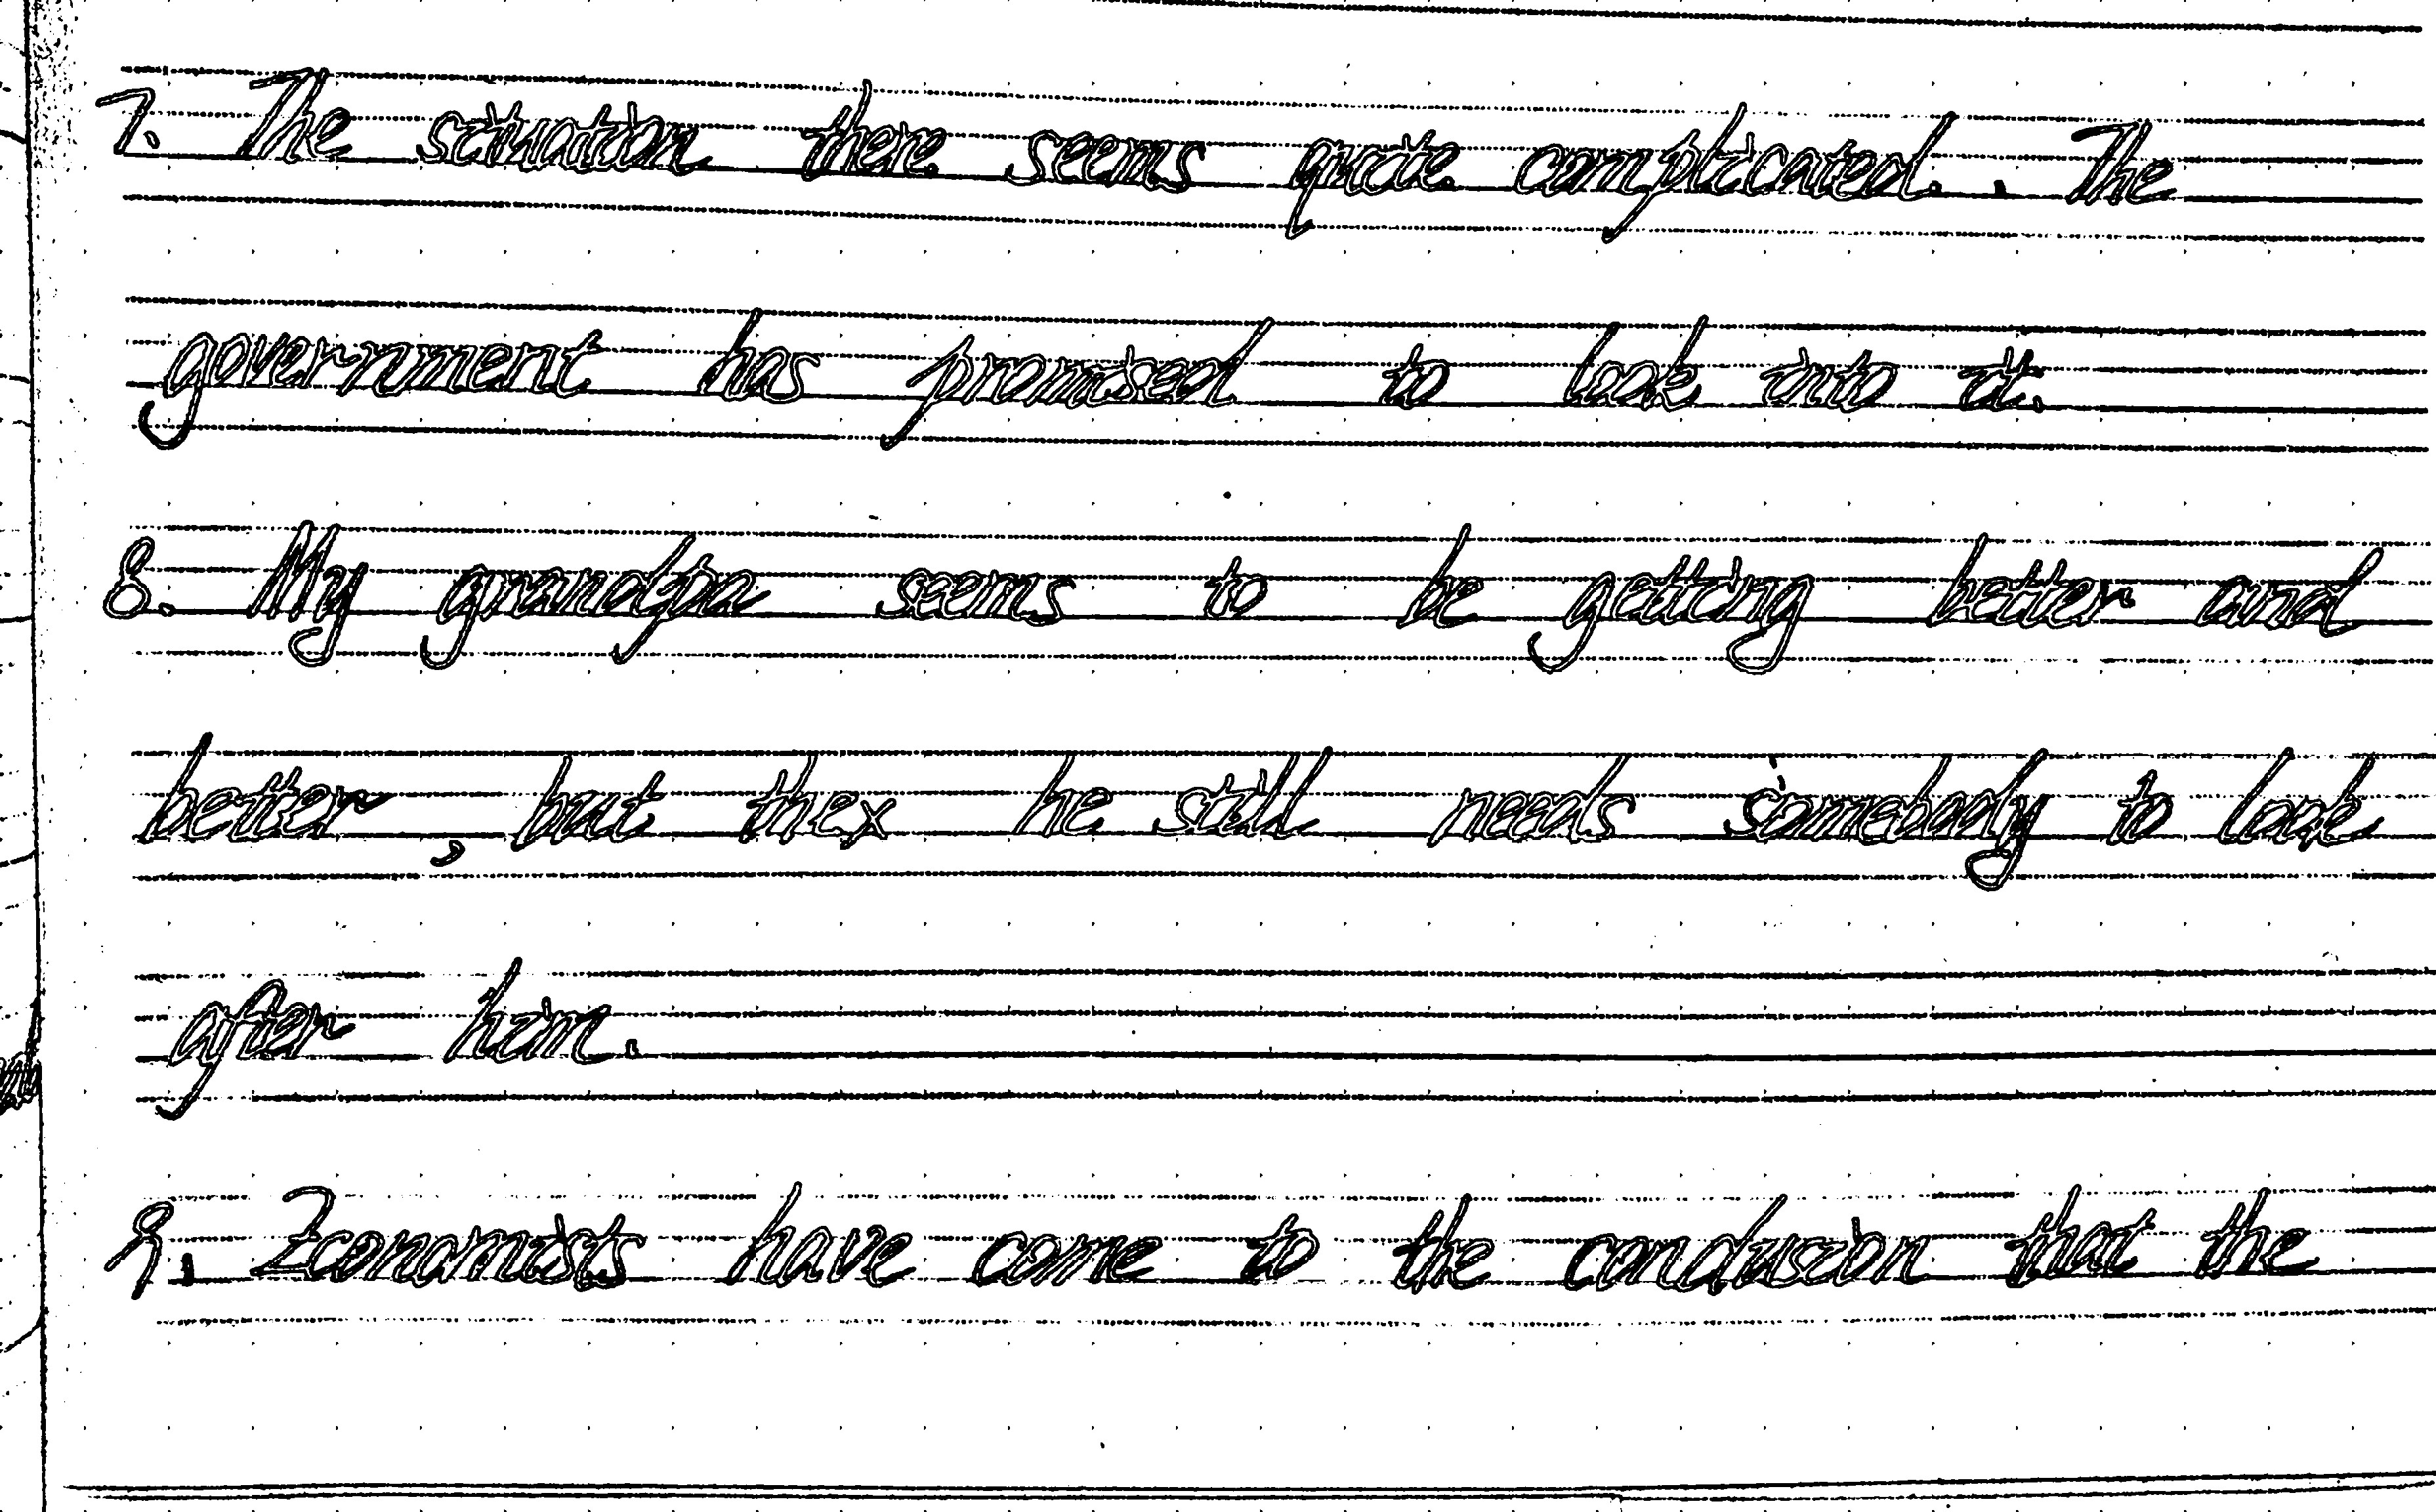 7. The situation there seems quite complicated. . The
government has promised to look into it.
8. My grandpa seems to be getting better and
better, but thex he still needs somebody to look
after him.
9. Economists have come to the conclusion that the